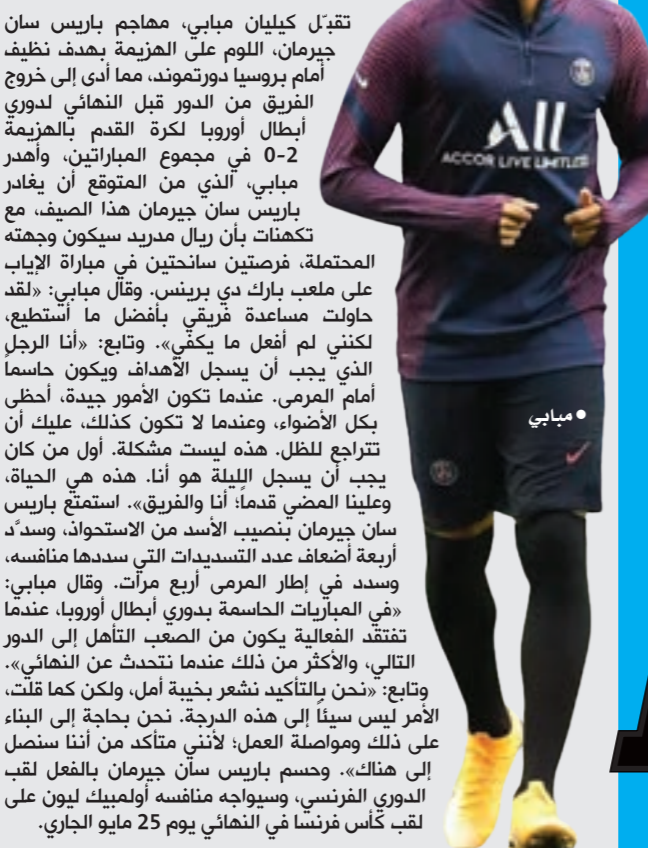 تقبّل كيليان مبابي، مهاجم باريس سان
جيرمان، اللوم على الهزيمة بهدف نظيف
أمام بروسيا دورتموند، مما أدى إلى خروج
الفريق من الدور قبل النهائي لدوري
أبطال أوروبا لكرة القدم بالهزيمة
0-2 في مجموع المباراتين، وأهدر
مبابي، الذي من المتوقع أن يغادر
باريس سان جيرمان هذا الصيف، مع
تكهنات بأن ريال مدريد سيكون وجهته
المحتملة، فرصتين سانحتين في مباراة الإياب
على ملعب بارك دي برينس. وقال مبابي: «لقد
حاولت مساعدة فريقي بأفضل ما أستطيع،
لكنني لم أفعل ما يكفي». وتابع: «أنا الرجل
الذي يجب أن يسجل الأهداف ويكون حاسماً
أمام المرمى. عندما تكون الأمور جيدة، أحظى
بكل الأضواء، وعندما لا تكون كذلك، عليك أن
تتراجع للظل. هذه ليست مشكلة. أول من كان
يجب أن يسجل الليلة هو أنا. هذه هي الحياة،
وعلينا المضي قدماً؛ أنا والفريق». استمتع باريس
سان جيرمان بنصيب الأسد من الاستحواذ، وسدّد
أربعة أضعاف عدد التسديدات التي سددها منافسه،
وسدد في إطار المرمى أربع مرات. وقال مبابي:
«في المباريات الحاسمة بدوري أبطال أوروبا، عندما
تفتقد الفعالية يكون من الصعب التأهل إلى الدور
التالي، والأكثر من ذلك عندما نتحدث عن النهائي».
وتابع: «نحن بالتأكيد نشعر بخيبة أمل، ولكن كما قلت،
الأمر ليس سيئاً إلى هذه الدرجة. نحن بحاجة إلى البناء
على ذلك ومواصلة العمل؛ لأنني متأكد من أننا سنصل
إلى هناك». وحسم باريس سان جيرمان بالفعل لقب
الدوري الفرنسي، وسيواجه منافسه أولمبيك ليون على
لقب كأس فرنسا في النهائي يوم 25 مايو الجاري.
ALL
ACCOR LIVE LIMITLESS
• مبابي